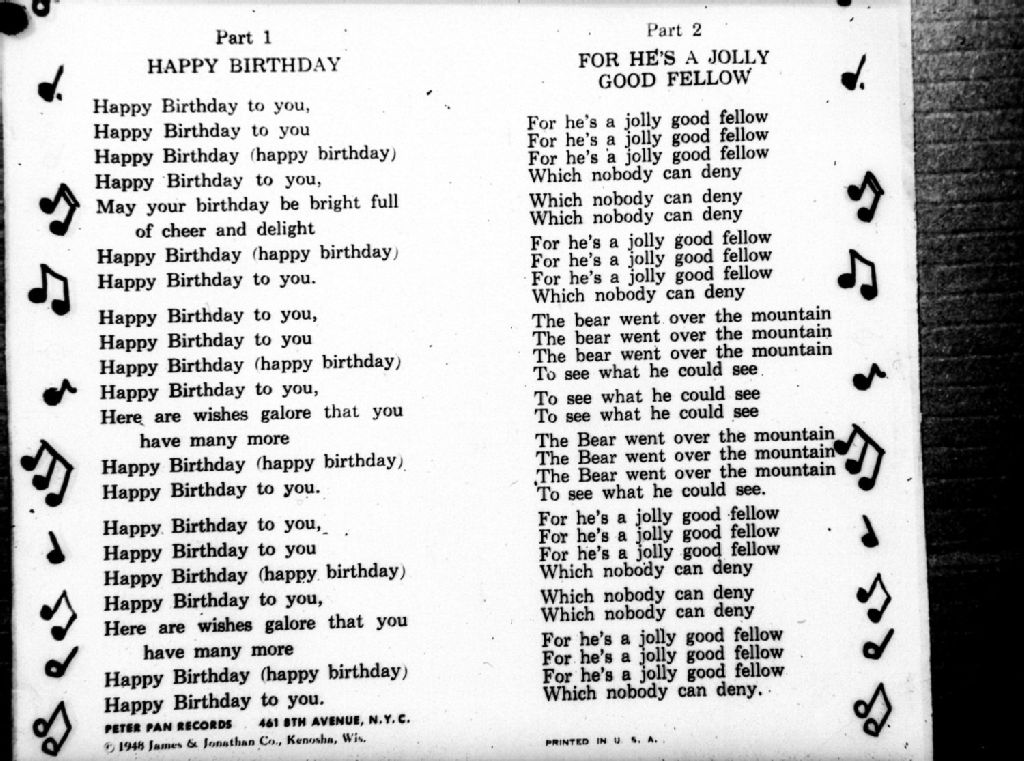 Part 1
HAPPY BIRTHDAY
Happy Birthday to you,
Happy Birthday to you
Happy Birthday (happy birthday)
Happy Birthday to you,
May your birthday be bright full
of cheer and delight
Happy Birthday (happy birthday)
Happy Birthday to you.
Happy Birthday to you,
Happy Birthday to you
Happy Birthday (happy birthday)
Happy Birthday to you,
Here are wishes galore that you
have many more
Happy Birthday (happy birthday)
Happy Birthday to you.
Happy Birthday to you,
Happy Birthday to you
Happy Birthday (happy birthday)
Happy Birthday to you,
Here are wishes galore that you
have many more
Happy Birthday (happy birthday)
Happy Birthday to you.
PETER PAN RECORDS 461 8TH AVENUE, N.Y.C.
© 1948 James & Jonathan Co., Kenosha, Wis.
Part 2
FOR HE'S A JOLLY
GOOD FELLOW
For he's a jolly good fellow
For he's a jolly good fellow
For he's a jolly good fellow
Which nobody can deny
Which nobody can deny
Which nobody can deny
For he's a jolly good fellow
For he's a jolly good fellow
For he's a jolly good fellow
Which nobody can deny
The bear went over the mountain
The bear went over the mountain
The bear went over the mountain
To see what he could see
To see what he could see
To see what he could see
The Bear went over the mountain
The Bear went over the mountain
The Bear went over the mountain
To see what he could see.
For he's a jolly good fellow
For he's a jolly good fellow
For he's a jolly good fellow
Which nobody can deny
Which nobody can deny
Which nobody can deny
For he's a jolly good fellow
For he's a jolly good fellow
For he's a jolly good fellow
Which nobody can deny.
PRINTED IN U. S. A.